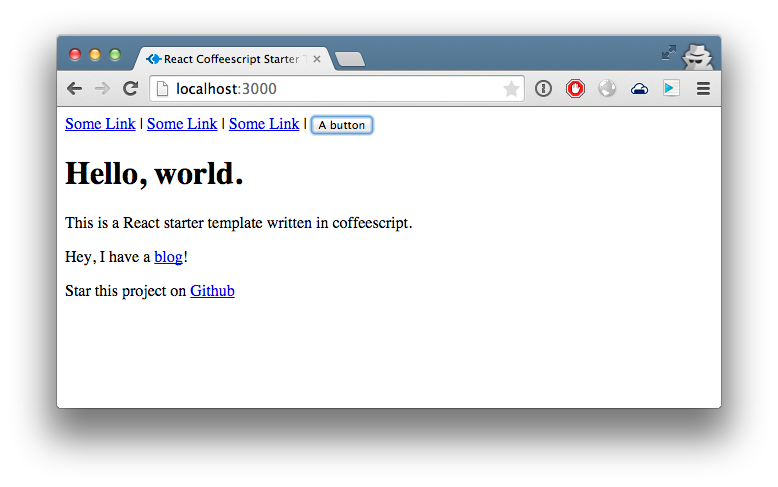 React Coffeescript Starter
localhost:3000
Some Link | Some Link | Some Link | A button
Hello, world.
This is a React starter template written in coffeescript.
Hey, I have a blog!
Star this project on Github